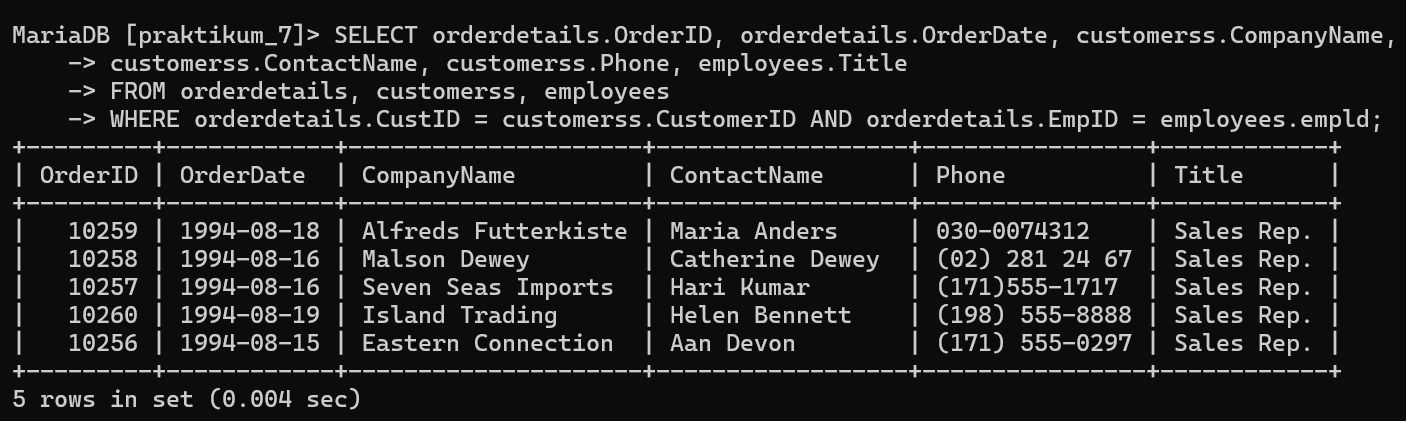 MariaDB [praktikum_7]> SELECT orderdetails.OrderID, orderdetails.OrderDate, customerss.CompanyName,
    -> customerss.ContactName, customerss.Phone, employees.Title
    -> FROM orderdetails, customerss, employees
    -> WHERE orderdetails.CustID = customerss.CustomerID AND orderdetails.EmpID = employees.empld;
+----------+------------+---------------------+------------------+----------------+------------+
| OrderID | OrderDate  | CompanyName         | ContactName      | Phone          | Title      |
+----------+------------+---------------------+------------------+----------------+------------+
|   10259 | 1994-08-18 | Alfreds Futterkiste | Maria Anders     | 030-0074312    | Sales Rep. |
|   10258 | 1994-08-16 | Malson Dewey        | Catherine Dewey  | (02) 281 24 67 | Sales Rep. |
|   10257 | 1994-08-16 | Seven Seas Imports  | Hari Kumar       | (171)555-1717  | Sales Rep. |
|   10260 | 1994-08-19 | Island Trading      | Helen Bennett    | (198) 555-8888 | Sales Rep. |
|   10256 | 1994-08-15 | Eastern Connection  | Aan Devon        | (171) 555-0297 | Sales Rep. |
+----------+------------+---------------------+------------------+----------------+------------+
5 rows in set (0.004 sec)